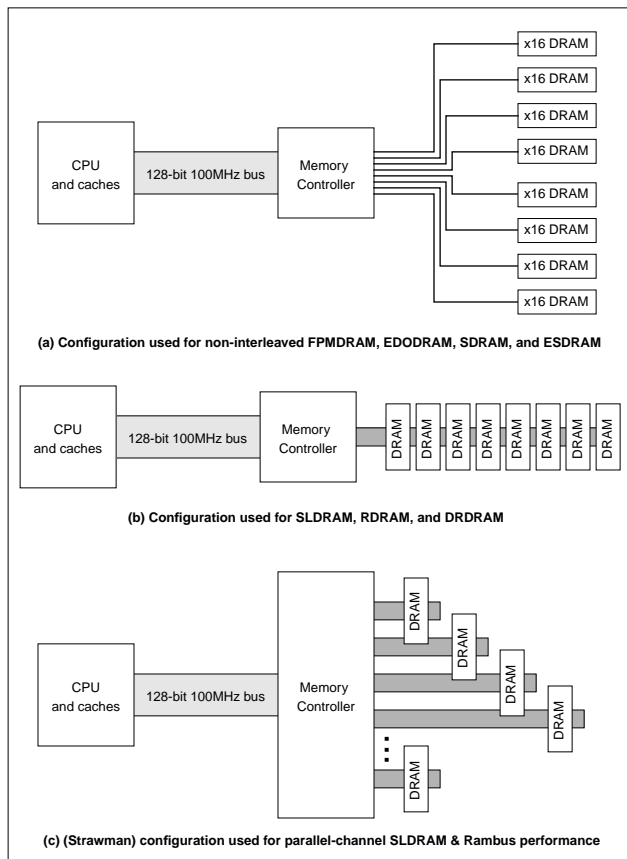 x16 DRAM
x16 DRAM
x16 DRAM
x16 DRAM
x16 DRAM
x16 DRAM
x16 DRAM
x16 DRAM
CPU
and caches
128-bit 100MHz bus
Memory
Controller
(a) Configuration used for non-interleaved FPMDRAM, EDODRAM, SDRAM, and ESDRAM
CPU
and caches
128-bit 100MHz bus
Memory
Controller
DRAM
DRAM
DRAM
DRAM
DRAM
DRAM
DRAM
DRAM
(b) Configuration used for SLDRAM, RDRAM, and DRDRAM
CPU
and caches
128-bit 100MHz bus
Memory
Controller
DRAM
DRAM
DRAM
DRAM
DRAM
(c) (Strawman) configuration used for parallel-channel SLDRAM & Rambus performance